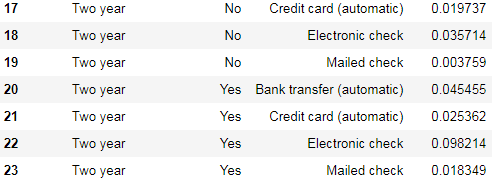 17 Two year No Credit card (automatic) 0.019737
18 Two year No Electronic check 0.035714
19 Two year No Mailed check 0.003759
20 Two year Yes Bank transfer (automatic) 0.045455
21 Two year Yes Credit card (automatic) 0.025362
22 Two year Yes Electronic check 0.098214
23 Two year Yes Mailed check 0.018349